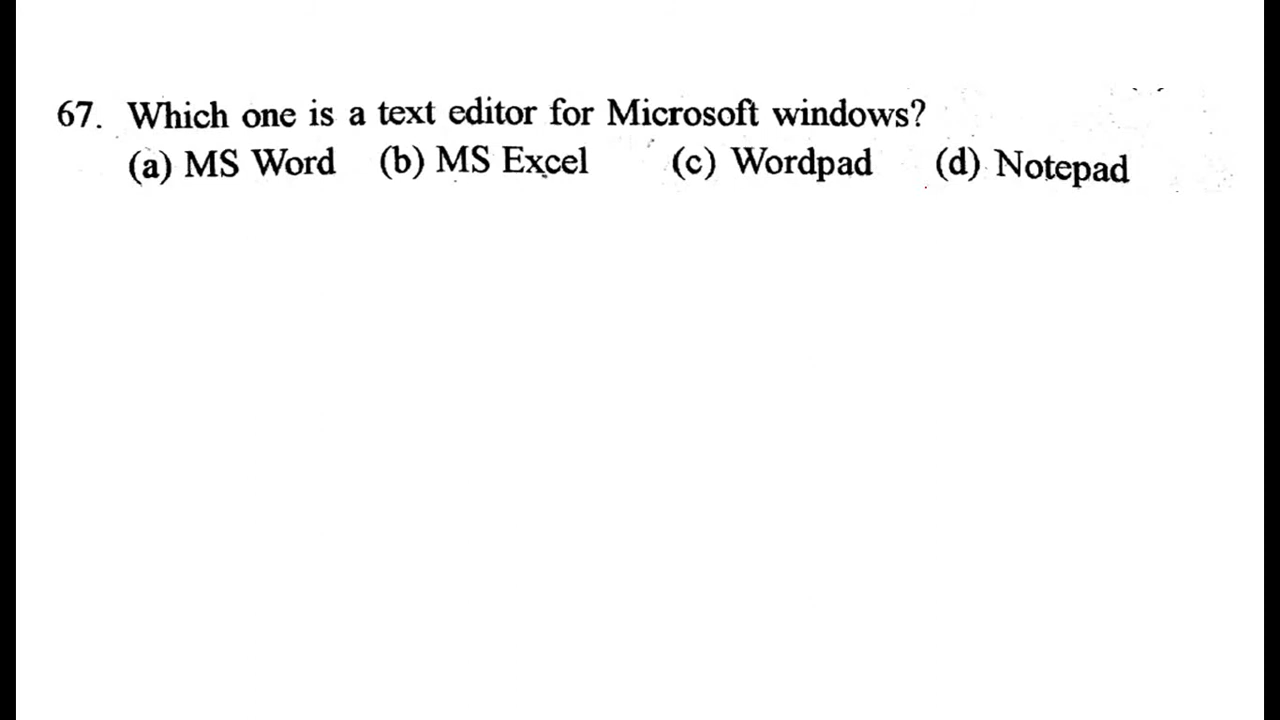 67. Which one is a text editor for Microsoft windows?
(a) MS Word (b) MS Excel (c) Wordpad (d) Notepad